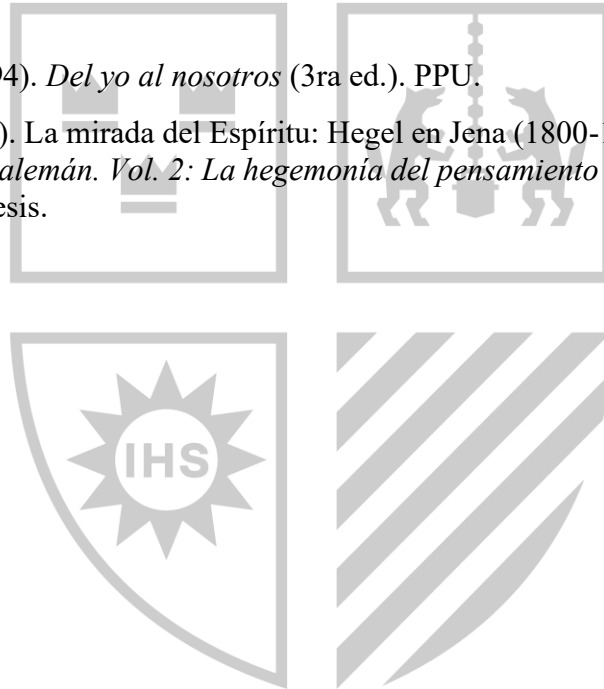 94). Del yo al nosotros (3ra ed.). PPU.
). La mirada del Espíritu: Hegel en Jena (1800-1
alemán. Vol. 2: La hegemonía del pensamiento
esis.
IHS